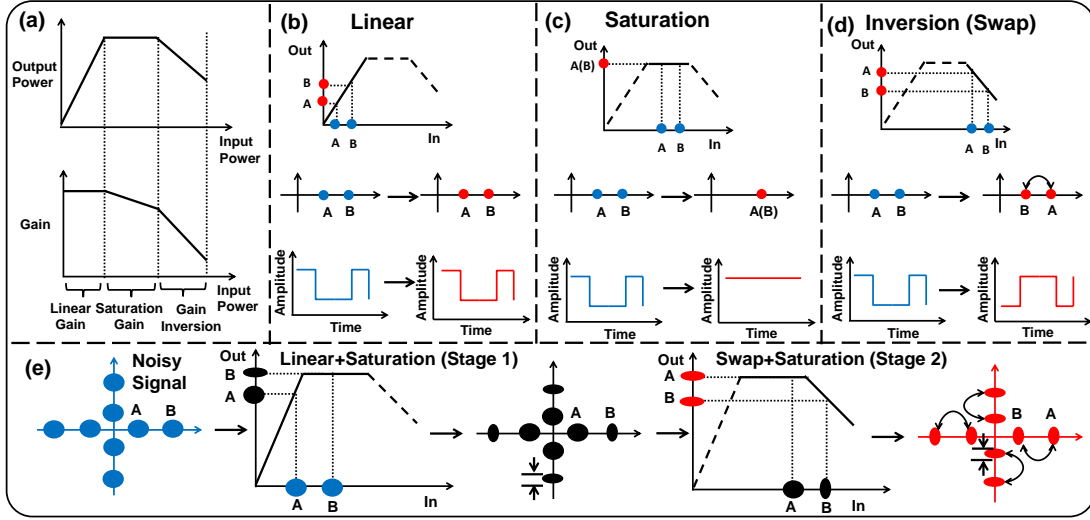 (a)
Output
Power
Input
Power
Gain
Input
Power
Linear
Gain
Saturation
Gain
Gain
Inversion
(b)
Linear
Out
B
A
A
B
In
A
B
A
B
Amplitude
Time
Amplitude
Time
(c)
Saturation
Out
A(B)
A
B
In
A
B
A(B)
Amplitude
Time
Amplitude
Time
(d)
Inversion (Swap)
Out
A
B
A
B
In
A
B
B
A
Amplitude
Time
Amplitude
Time
(e)
Noisy
Signal
A
B
Linear+Saturation (Stage 1)
Out
B
A
A
B
In
A
B
Swap+Saturation (Stage 2)
Out
A
B
A
B
In
B
A